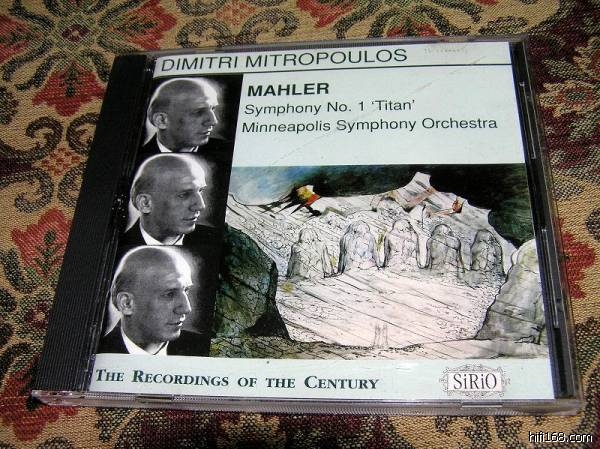 DIMITRI MITROPOULOS
MAHLER
Symphony No. 1 'Titan'
Minneapolis Symphony Orchestra
THE RECORDINGS OF THE CENTURY
SiRiO
hifi168.com